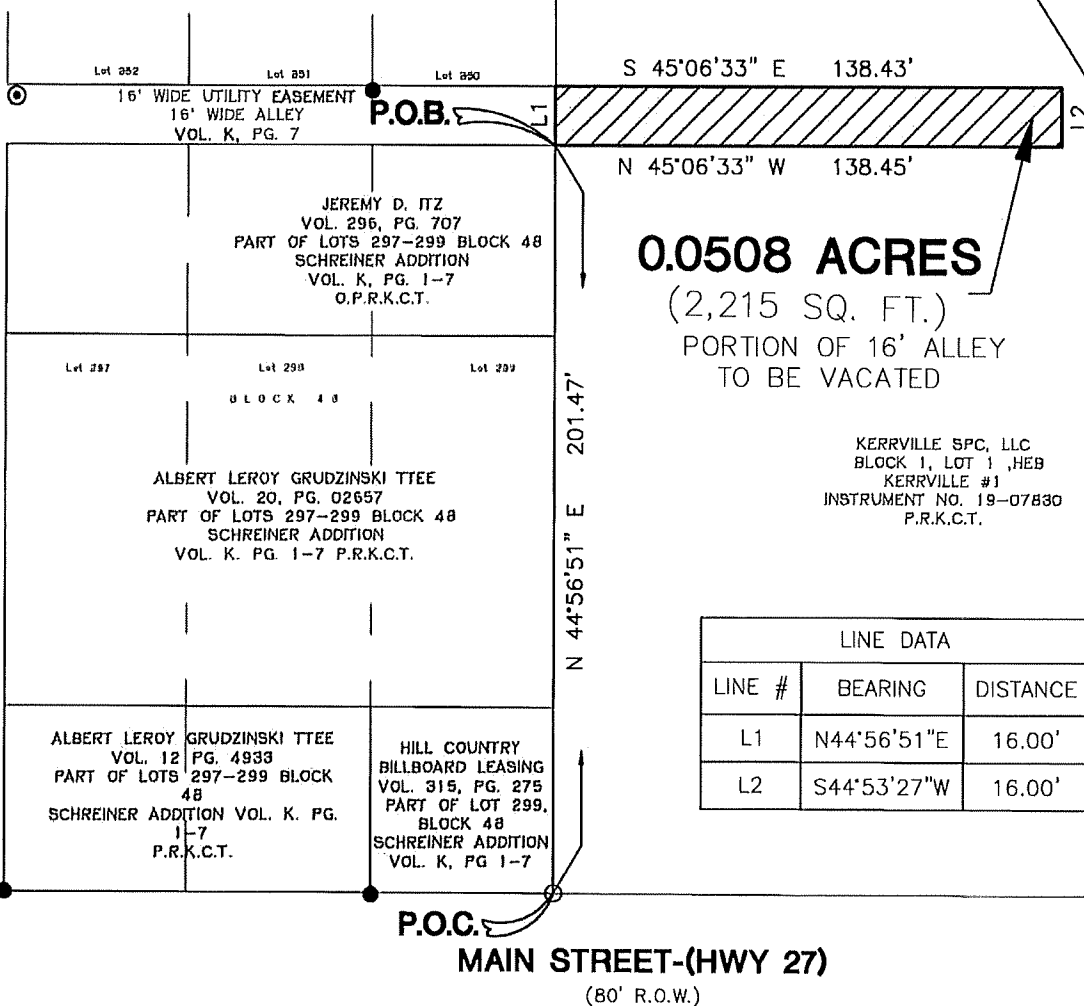 Lot 352
Lot 351
Lot 350
S 45°06'33" E 138.43'
16' WIDE UTILITY EASEMENT
16' WIDE ALLEY
VOL. K, PG. 7
P.O.B.
L1
L2
N 45°06'33" W 138.45'
JEREMY D. ITZ
VOL. 296, PG. 707
PART OF LOTS 297-299 BLOCK 48
SCHREINER ADDITION
VOL. K, PG. 1-7
O.P.R.K.C.T.
0.0508 ACRES
(2,215 SQ. FT.)
PORTION OF 16' ALLEY
TO BE VACATED
Lot 297
Lot 298
Lot 299
BLOCK 48
N 44°56'51" E 201.47'
KERRVILLE SPC, LLC
BLOCK 1, LOT 1 ,HEB
KERRVILLE #1
INSTRUMENT NO. 19-07830
P.R.K.C.T.
ALBERT LEROY GRUDZINSKI TTEE
VOL. 20, PG. 02657
PART OF LOTS 297-299 BLOCK 48
SCHREINER ADDITION
VOL. K. PG. 1-7 P.R.K.C.T.
LINE DATA
LINE # BEARING DISTANCE
L1 N44°56'51"E 16.00'
L2 S44°53'27"W 16.00'
ALBERT LEROY GRUDZINSKI TTEE
VOL. 12 PG. 4933
PART OF LOTS 297-299 BLOCK
48
SCHREINER ADDITION VOL. K. PG.
1-7
P.R.K.C.T.
HILL COUNTRY
BILLBOARD LEASING
VOL. 315, PG. 275
PART OF LOT 299,
BLOCK 48
SCHREINER ADDITION
VOL. K, PG 1-7
P.O.C.
MAIN STREET-(HWY 27)
(80' R.O.W.)